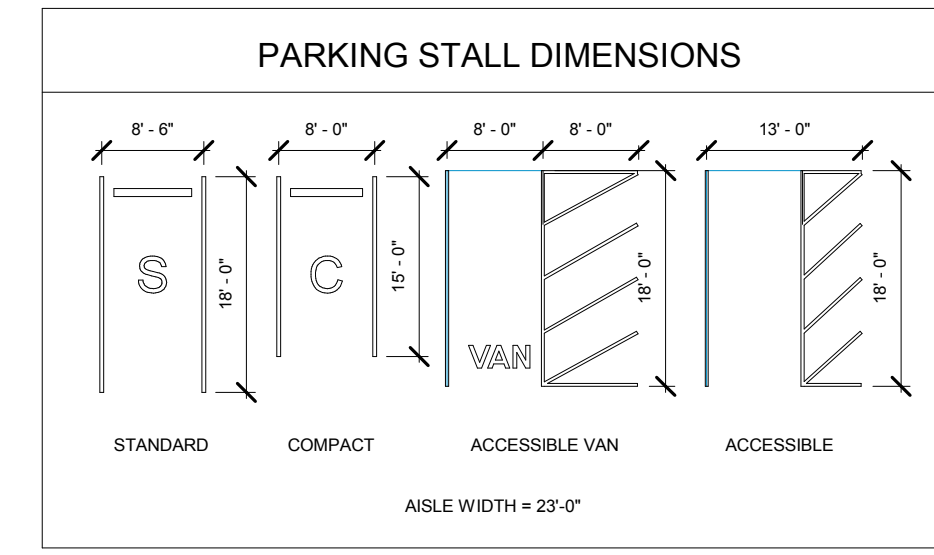 PARKING STALL DIMENSIONS
8' - 6"
8' - 0"
8' - 0"
8' - 0"
13' - 0"
S
18' - 0"
C
15' - 0"
VAN
18' - 0"
18' - 0"
STANDARD
COMPACT
ACCESSIBLE VAN
ACCESSIBLE
AISLE WIDTH = 23'-0"